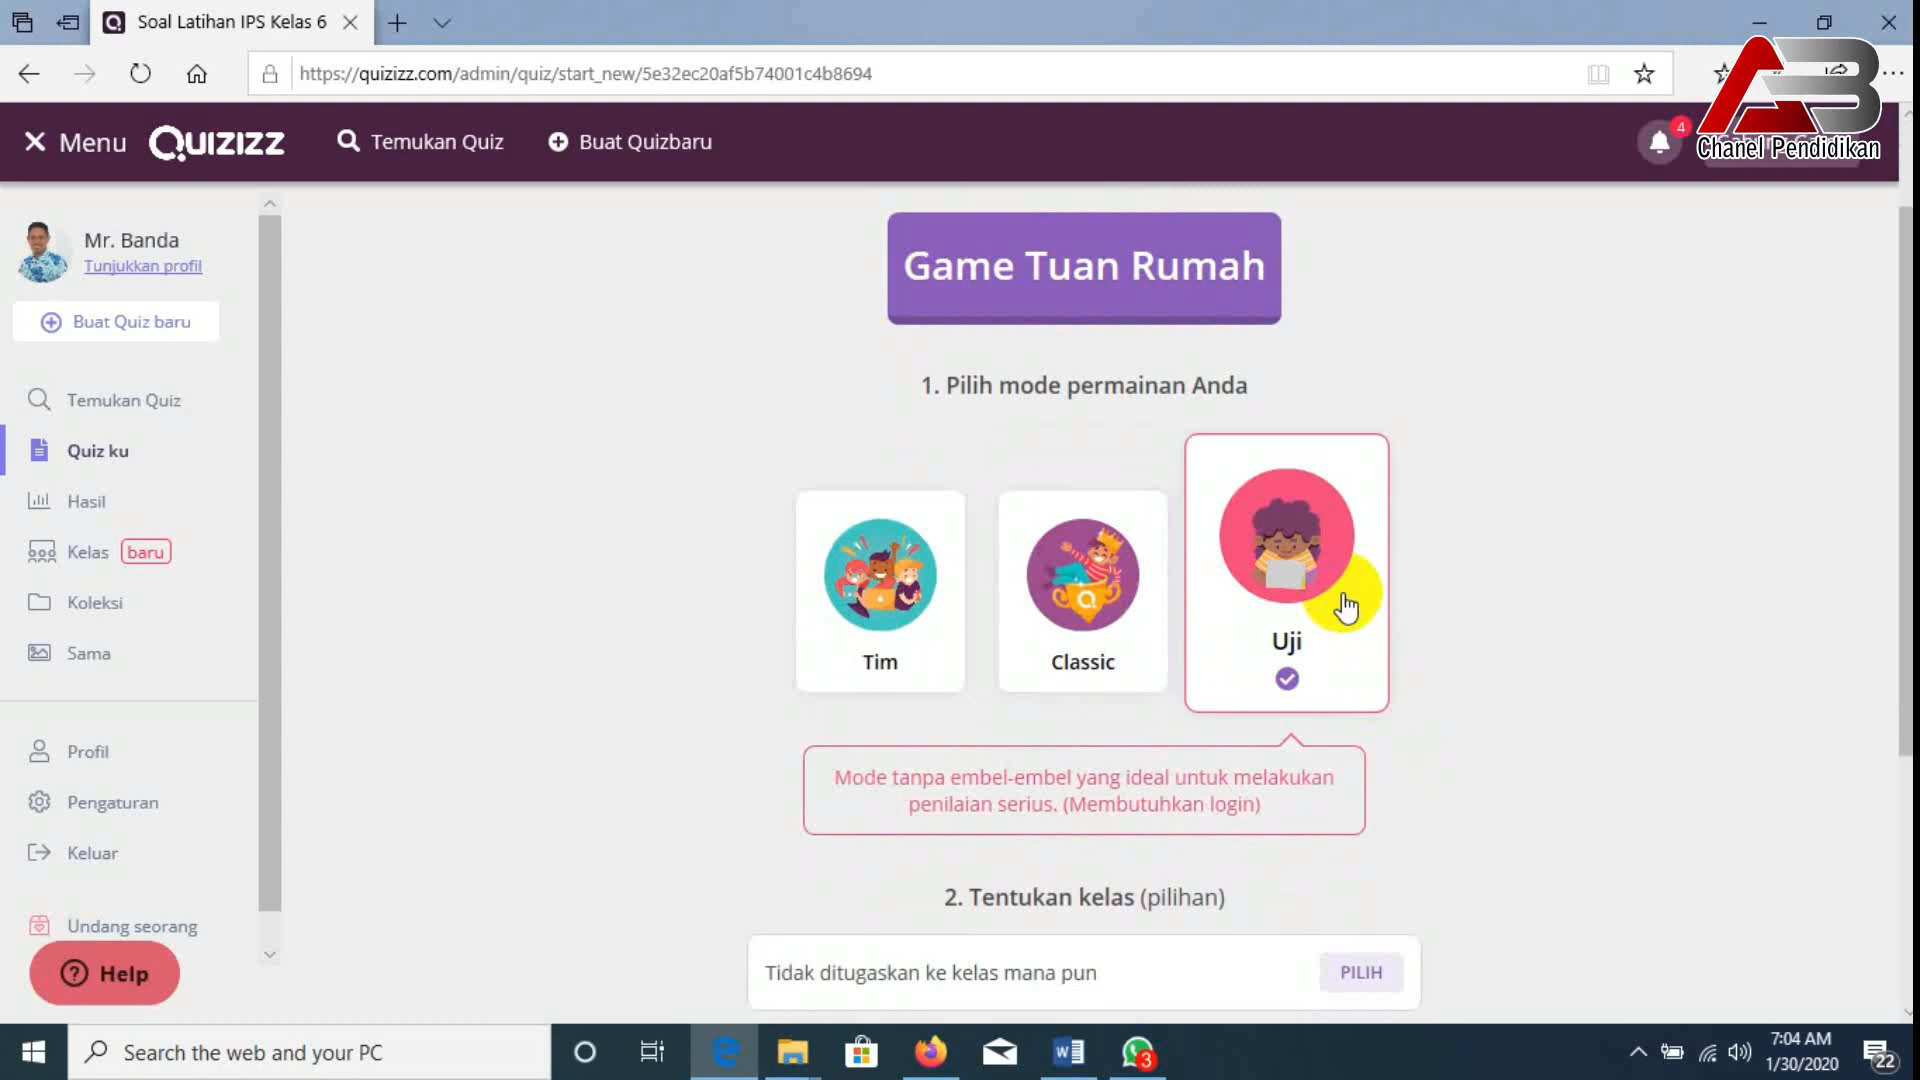 Soal Latihan IPS Kelas 6
https://quizizz.com/admin/quiz/start_new/5e32ec20af5b74001c4b8694
AB
Chanel Pendidikan
Menu
QUIZIZZ
Temukan Quiz
Buat Quizbaru
4
Mr. Banda
Tunjukkan profil
Buat Quiz baru
Temukan Quiz
Quiz ku
Hasil
Kelas baru
Koleksi
Sama
Profil
Pengaturan
Keluar
Undang seorang
Help
Game Tuan Rumah
1. Pilih mode permainan Anda
Tim
Classic
Uji
Mode tanpa embel-embel yang ideal untuk melakukan
penilaian serius. (Membutuhkan login)
2. Tentukan kelas (pilihan)
Tidak ditugaskan ke kelas mana pun
PILIH
Search the web and your PC
3
7:04 AM
1/30/2020
22